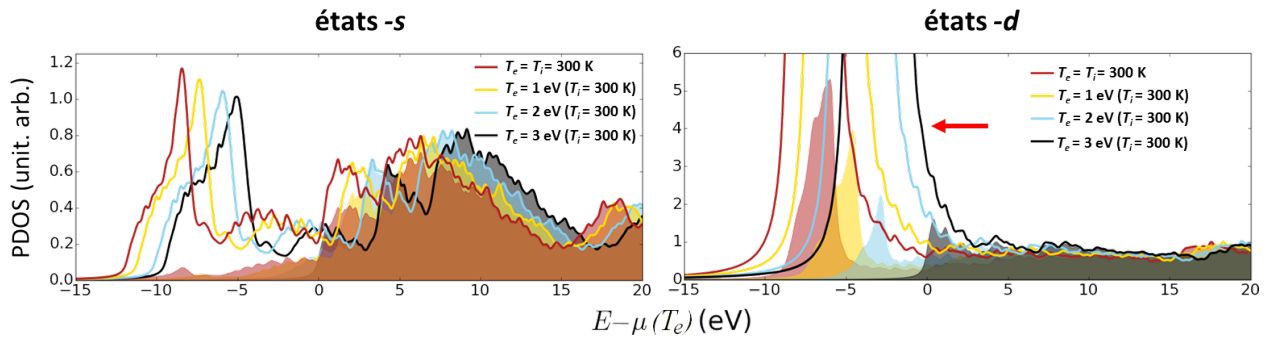 états -s
états -d
PDOS (unit. arb.)
1.2
1.0
0.8
0.6
0.4
0.2
0.0
T_e = T_i = 300 K
T_e = 1 eV (T_i = 300 K)
T_e = 2 eV (T_i = 300 K)
T_e = 3 eV (T_i = 300 K)
−15 −10 −5 0 5 10 15 20
6
5
4
3
2
1
0
T_e = T_i = 300 K
T_e = 1 eV (T_i = 300 K)
T_e = 2 eV (T_i = 300 K)
T_e = 3 eV (T_i = 300 K)
−15 −10 −5 0 5 10 15 20
E−μ(T_e) (eV)